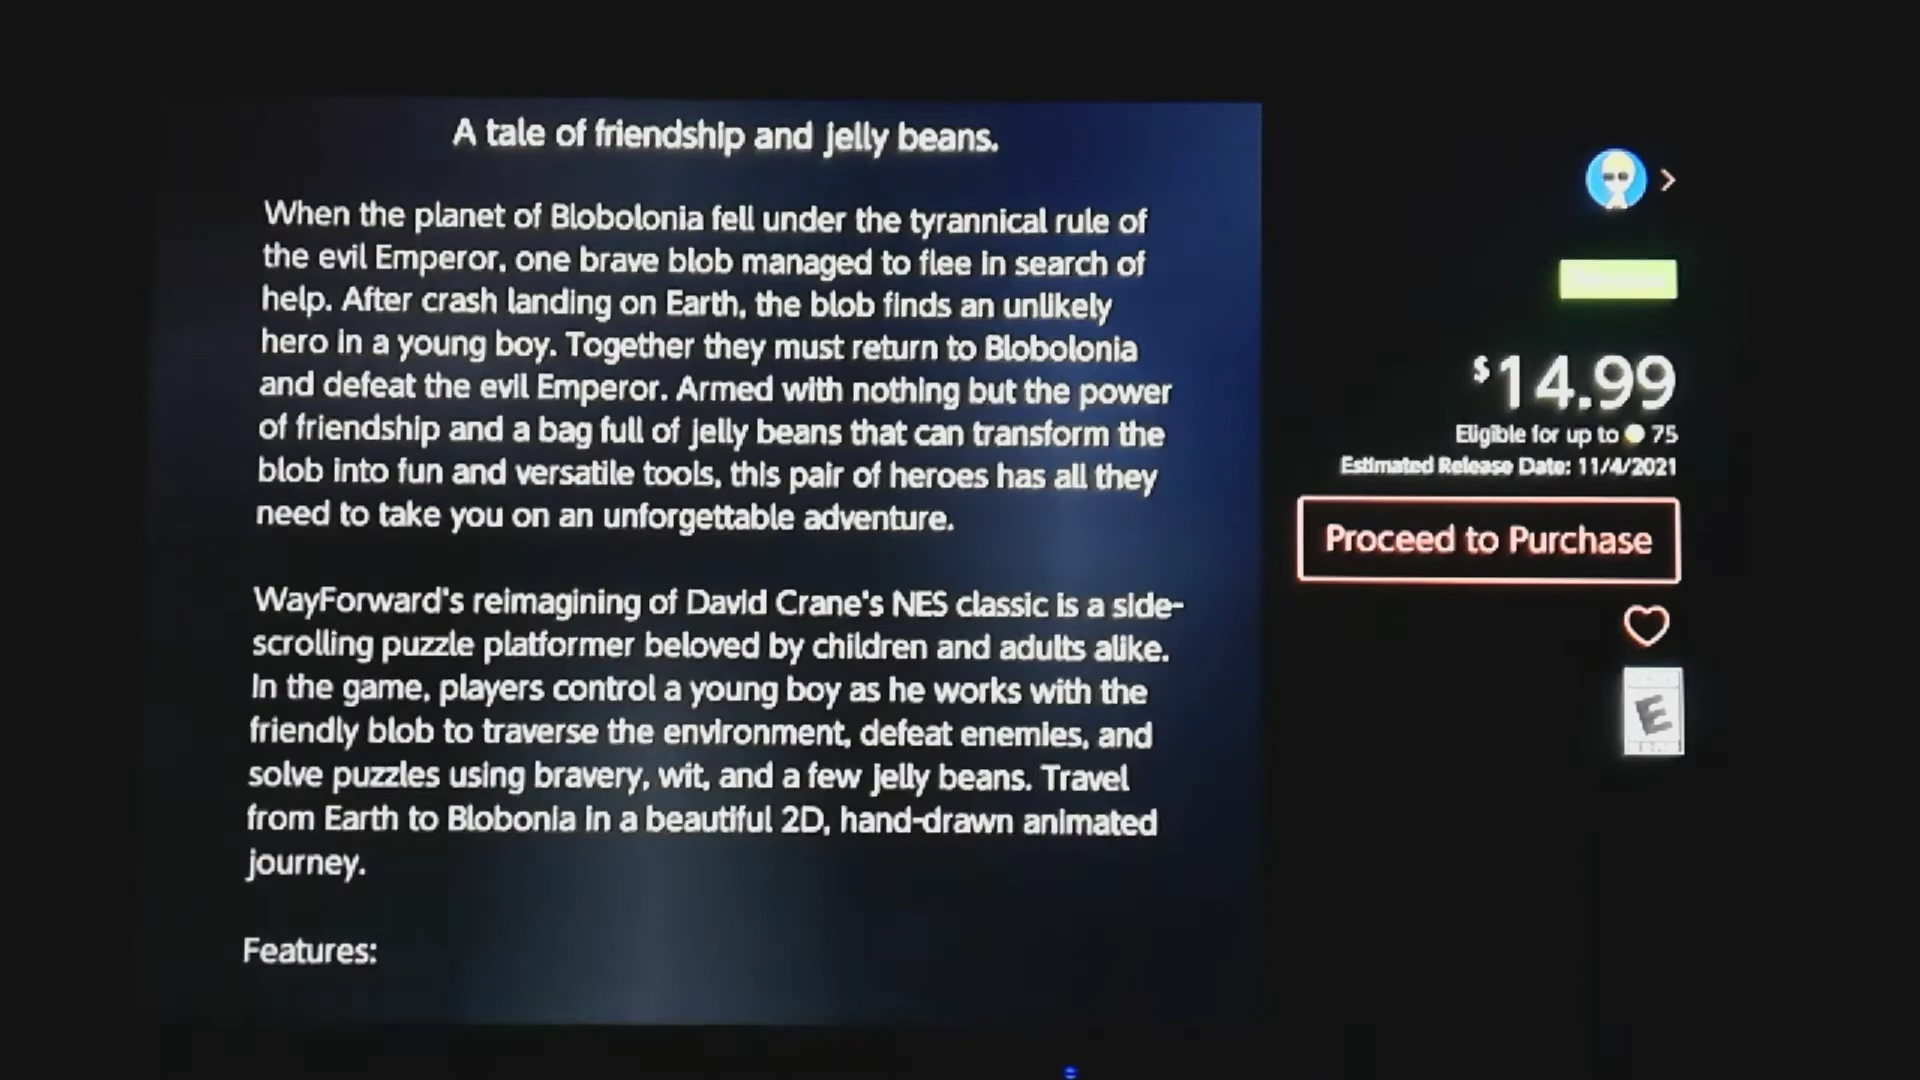 A tale of friendship and jelly beans.
When the planet of Blobolonia fell under the tyrannical rule of
the evil Emperor, one brave blob managed to flee in search of
help. After crash landing on Earth, the blob finds an unlikely
hero in a young boy. Together they must return to Blobolonia
and defeat the evil Emperor. Armed with nothing but the power
of friendship and a bag full of jelly beans that can transform the
blob into fun and versatile tools, this pair of heroes has all they
need to take you on an unforgettable adventure.
WayForward's reimagining of David Crane's NES classic is a side-
scrolling puzzle platformer beloved by children and adults alike.
In the game, players control a young boy as he works with the
friendly blob to traverse the environment, defeat enemies, and
solve puzzles using bravery, wit, and a few jelly beans. Travel
from Earth to Blobonia in a beautiful 2D, hand-drawn animated
journey.
Features:
$14.99
Eligible for up to 75
Estimated Release Date: 11/4/2021
Proceed to Purchase
E